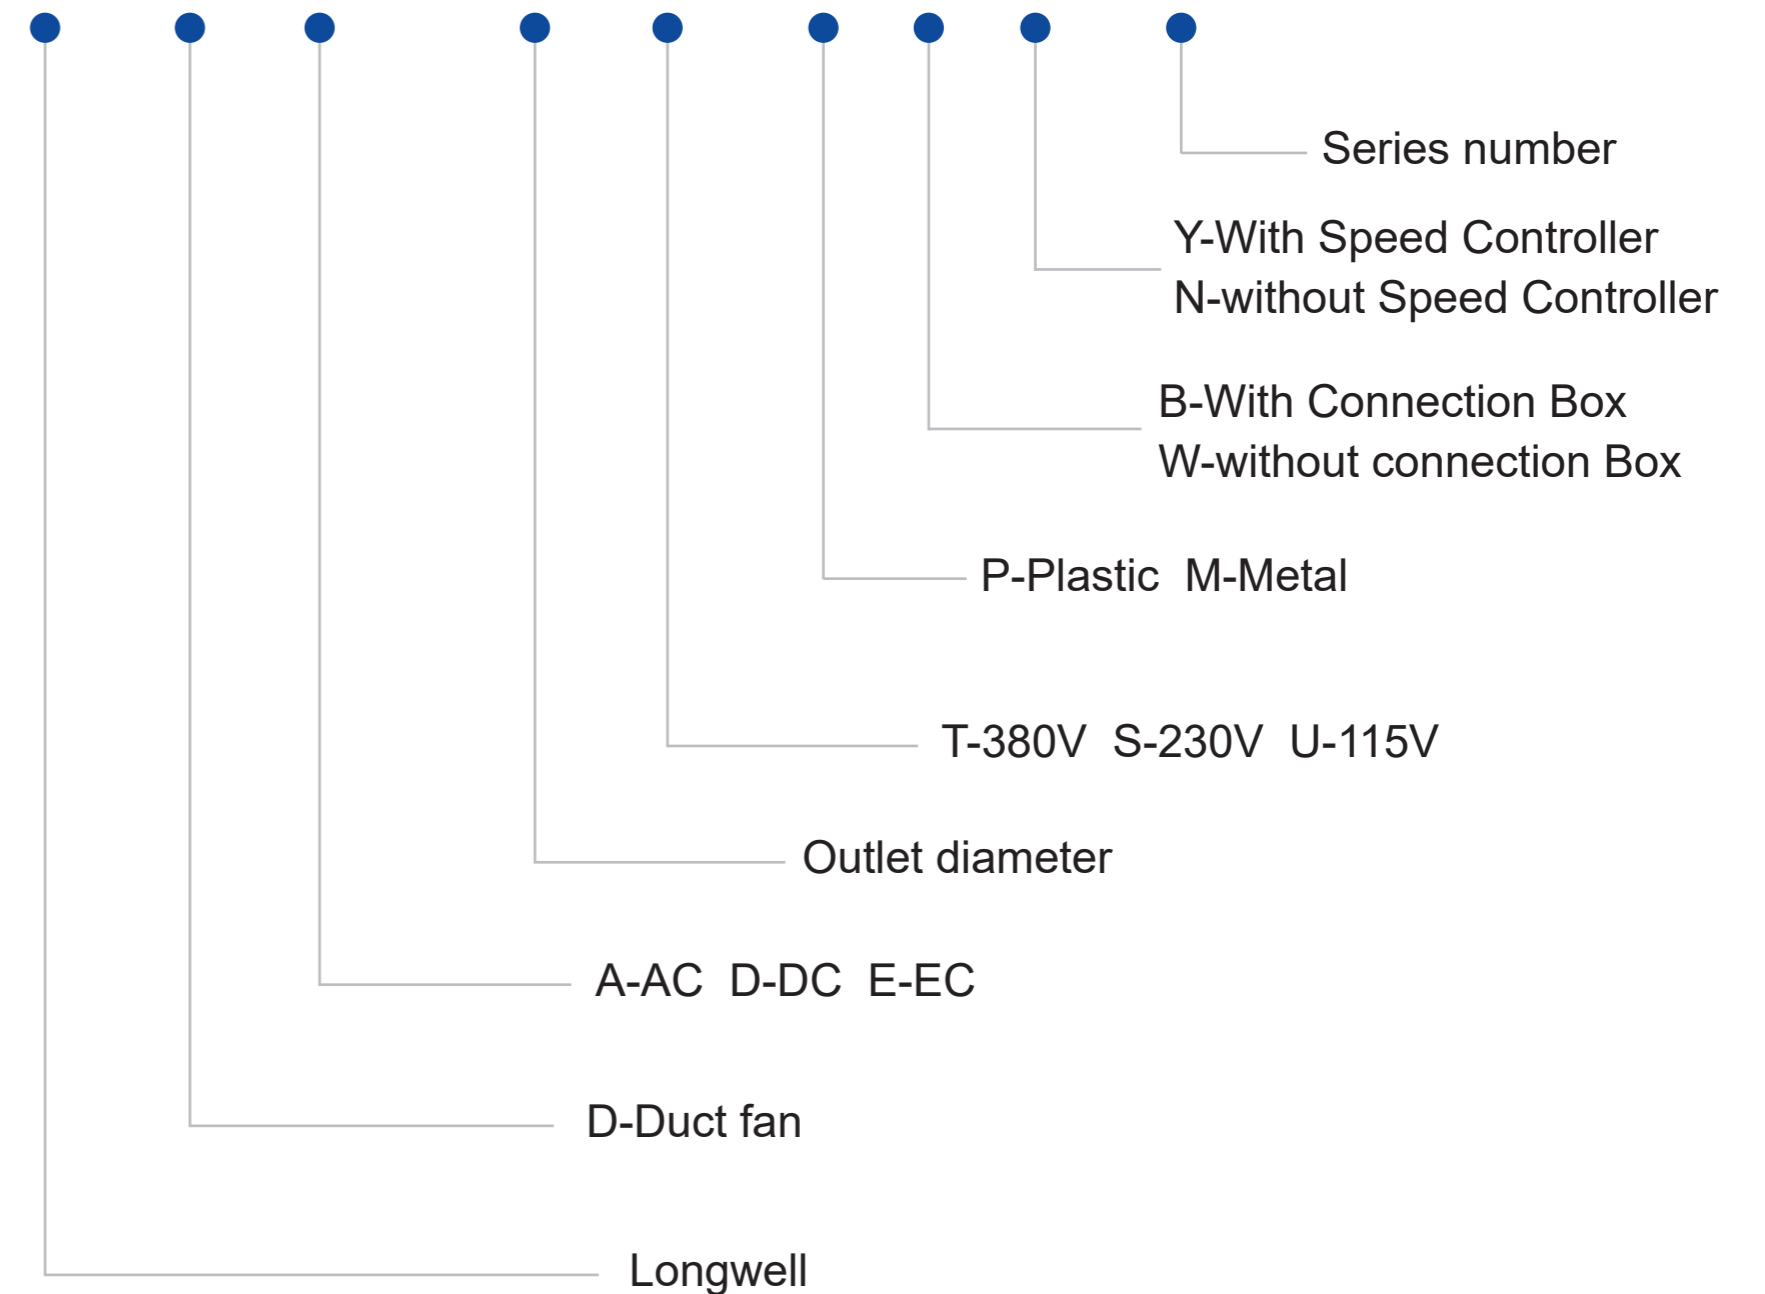 Series number
Y-With Speed Controller
N-without Speed Controller
B-With Connection Box
W-without connection Box
P-Plastic  M-Metal
T-380V  S-230V  U-115V
Outlet diameter
A-AC  D-DC  E-EC
D-Duct fan
Longwell